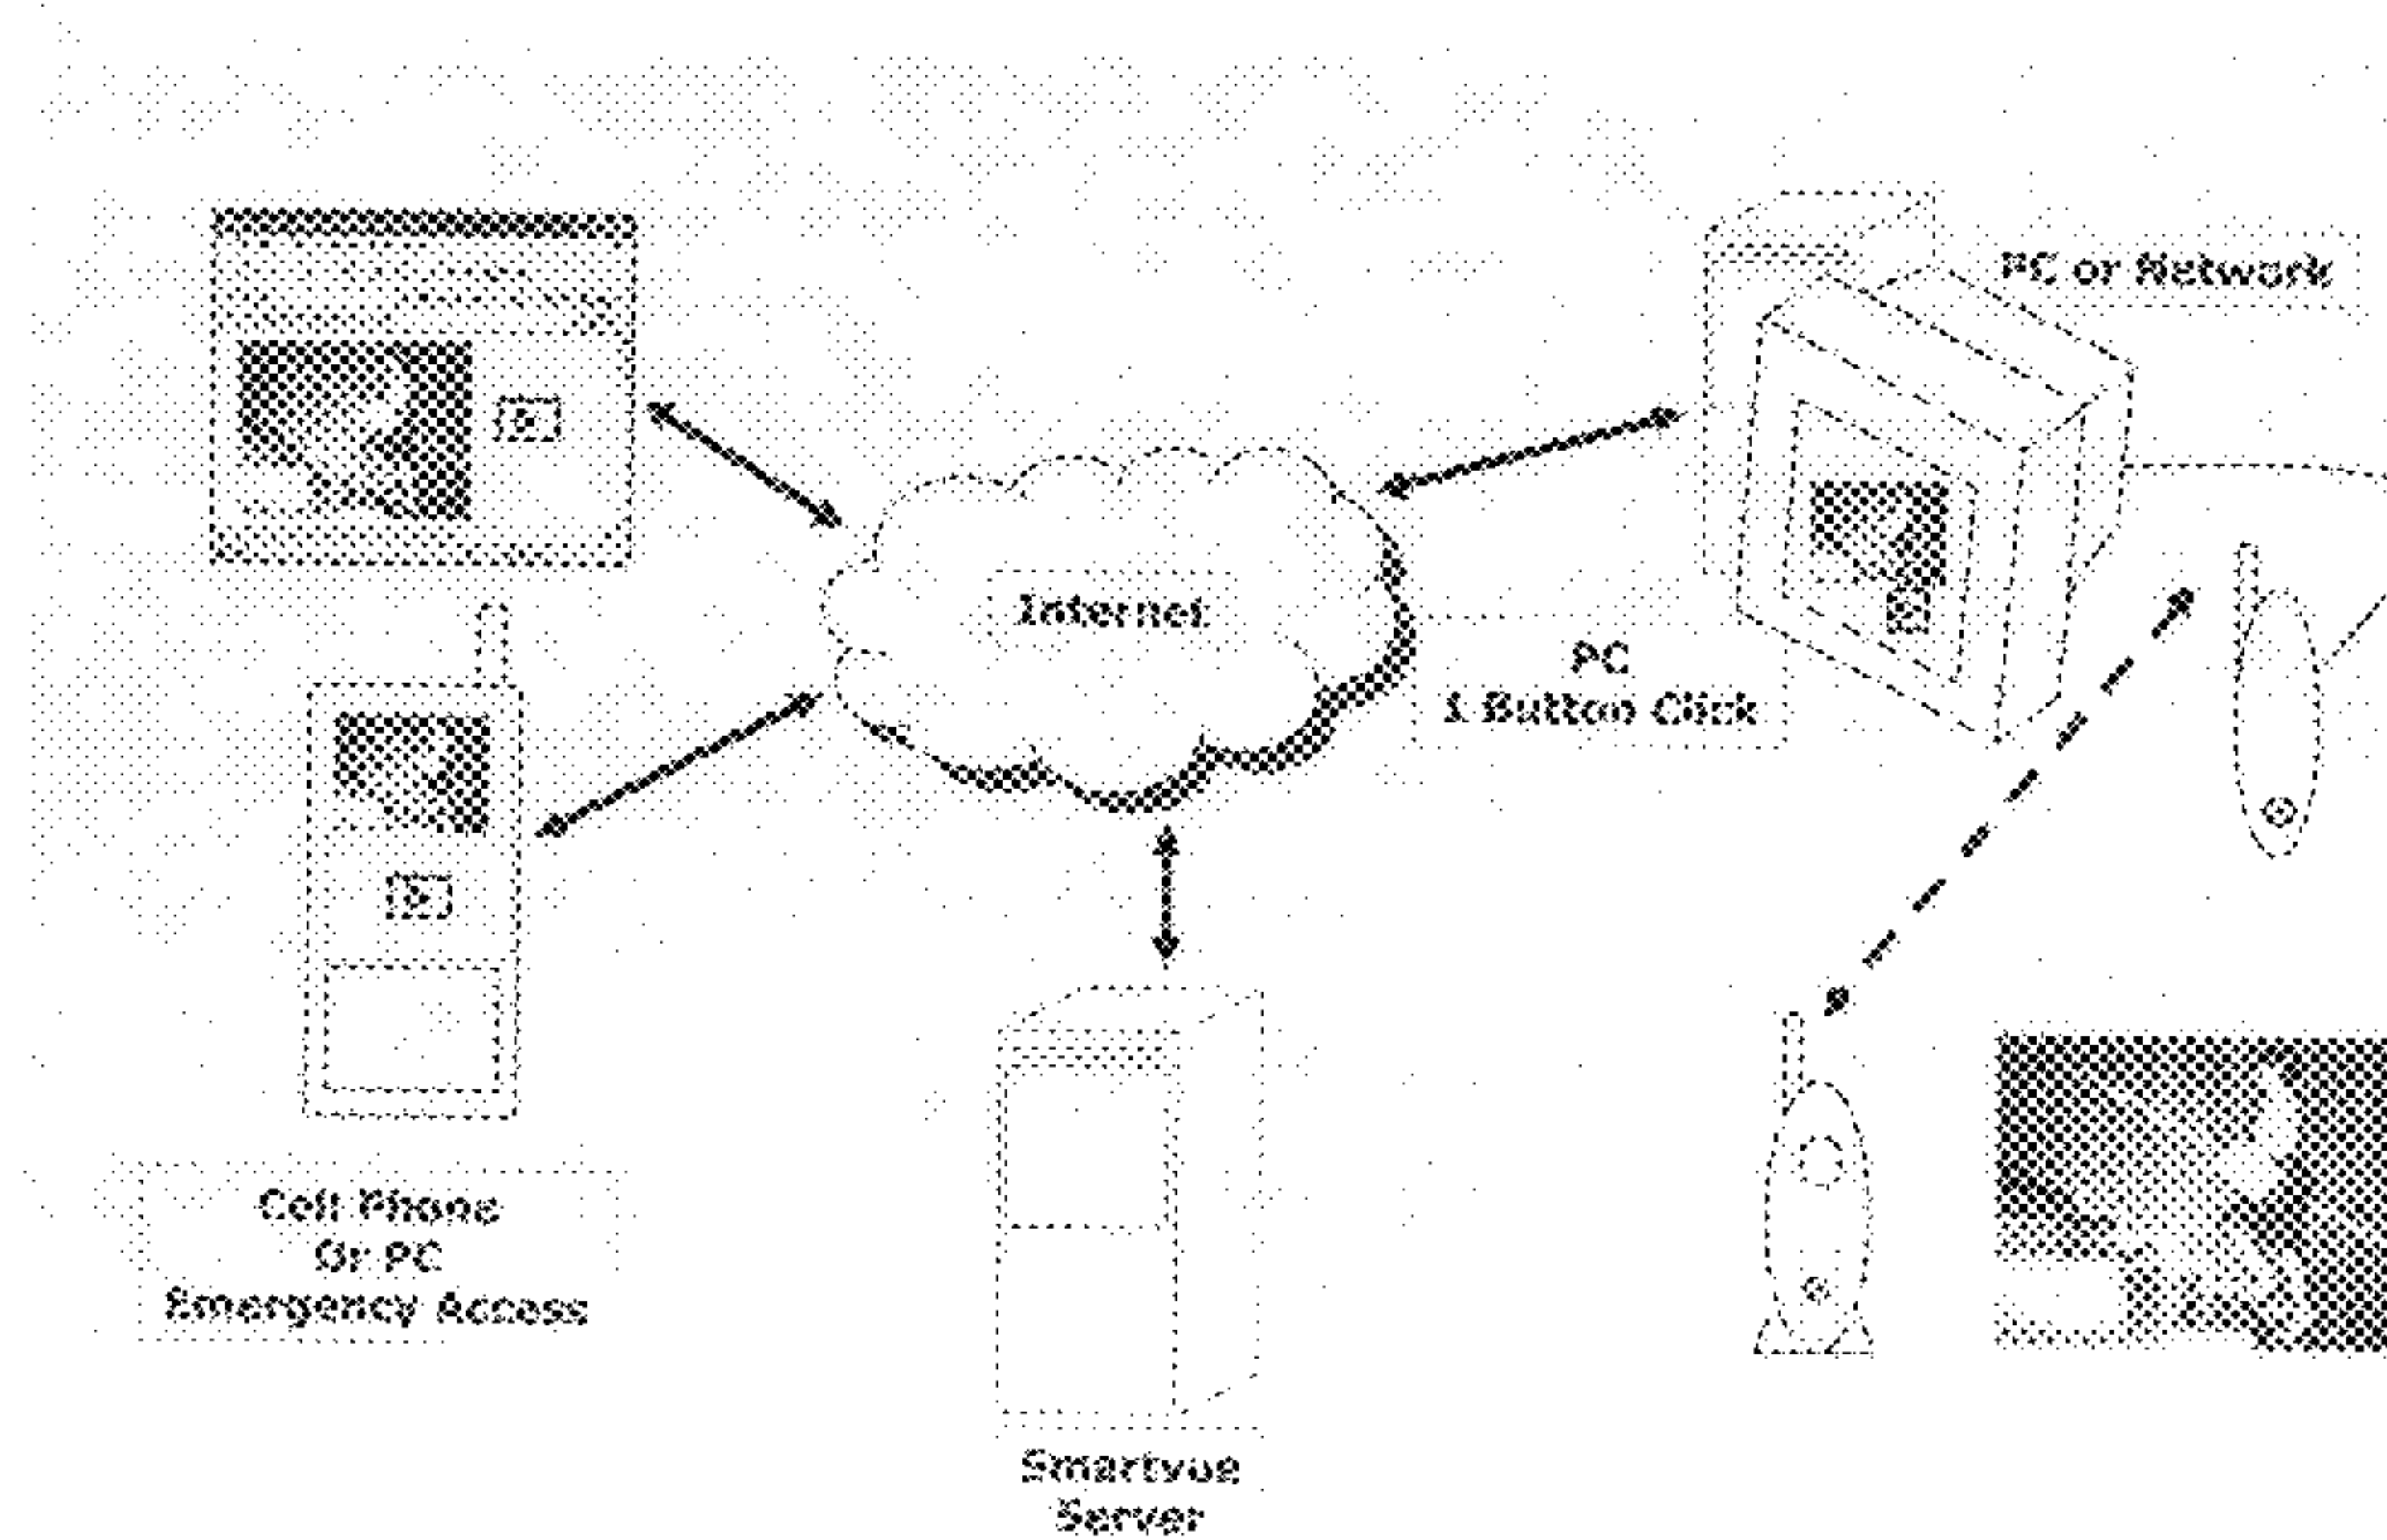 PC or Network
Internet
PC
1 Button Click
Cell Phone
Or PC
Emergency Access
Smartvue
Server